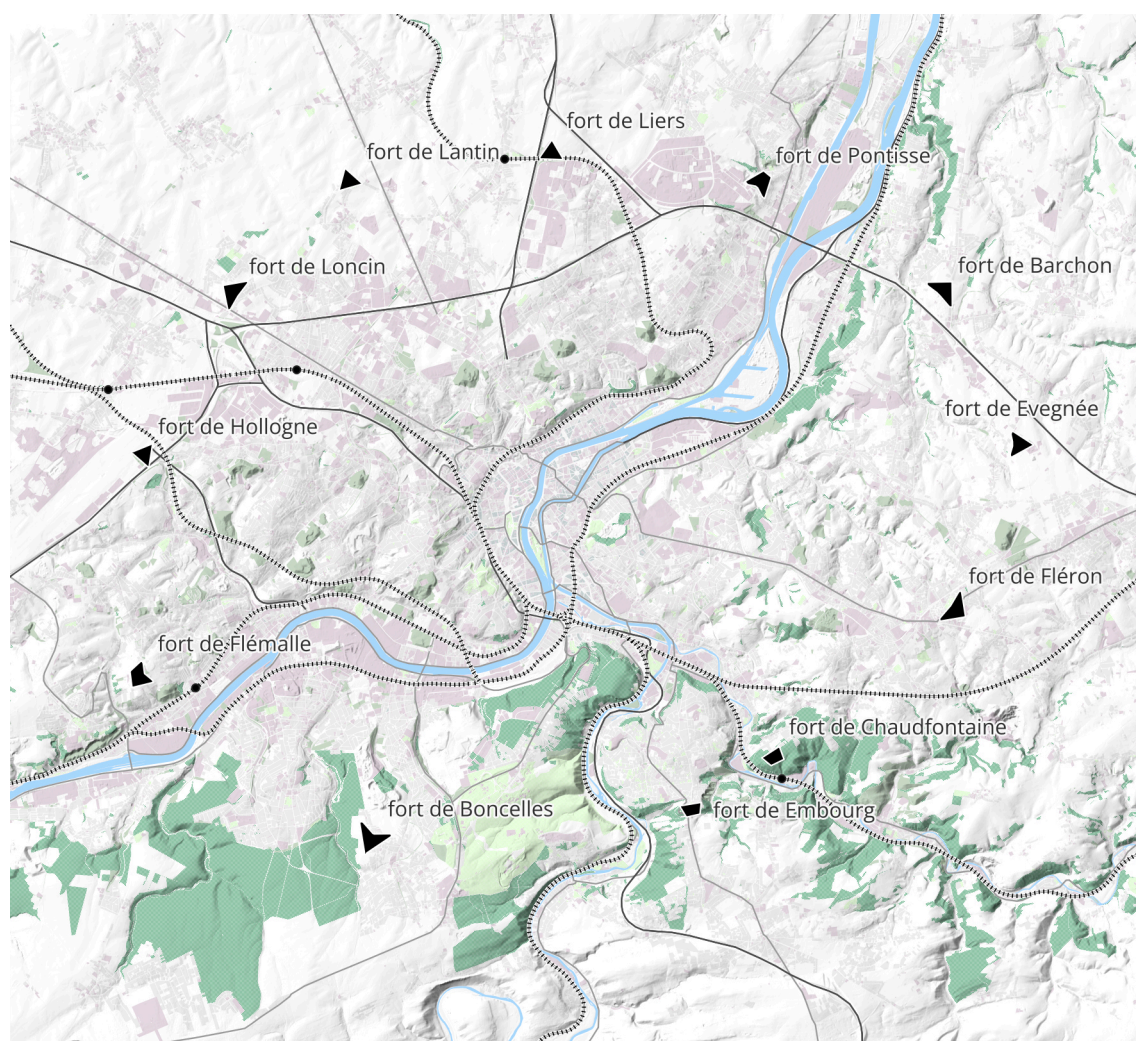 fort de Liers
fort de Lantin
fort de Pontisse
fort de Loncin
fort de Barchon
fort de Evegnée
fort de Hollogne
fort de Fléron
fort de Flémalle
fort de Chaudfontaine
fort de Boncelles
fort de Embourg